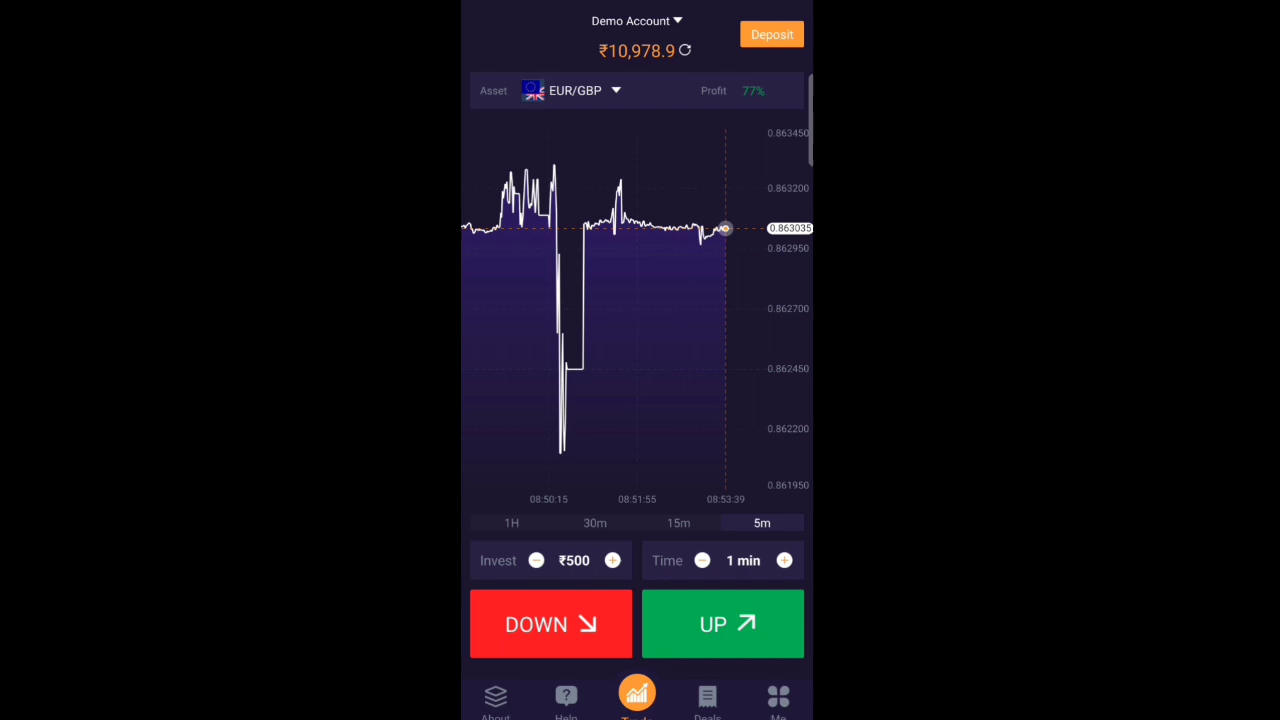 Demo Account
₹10,978.9
Deposit
Asset EUR/GBP Profit 77%
0.863450
0.863200
0.863035
0.862950
0.862700
0.862450
0.862200
0.861950
08:50:15 08:51:55 08:53:39
1H 30m 15m 5m
Invest ₹500 Time 1 min
DOWN UP
About Help Trade Deals Me